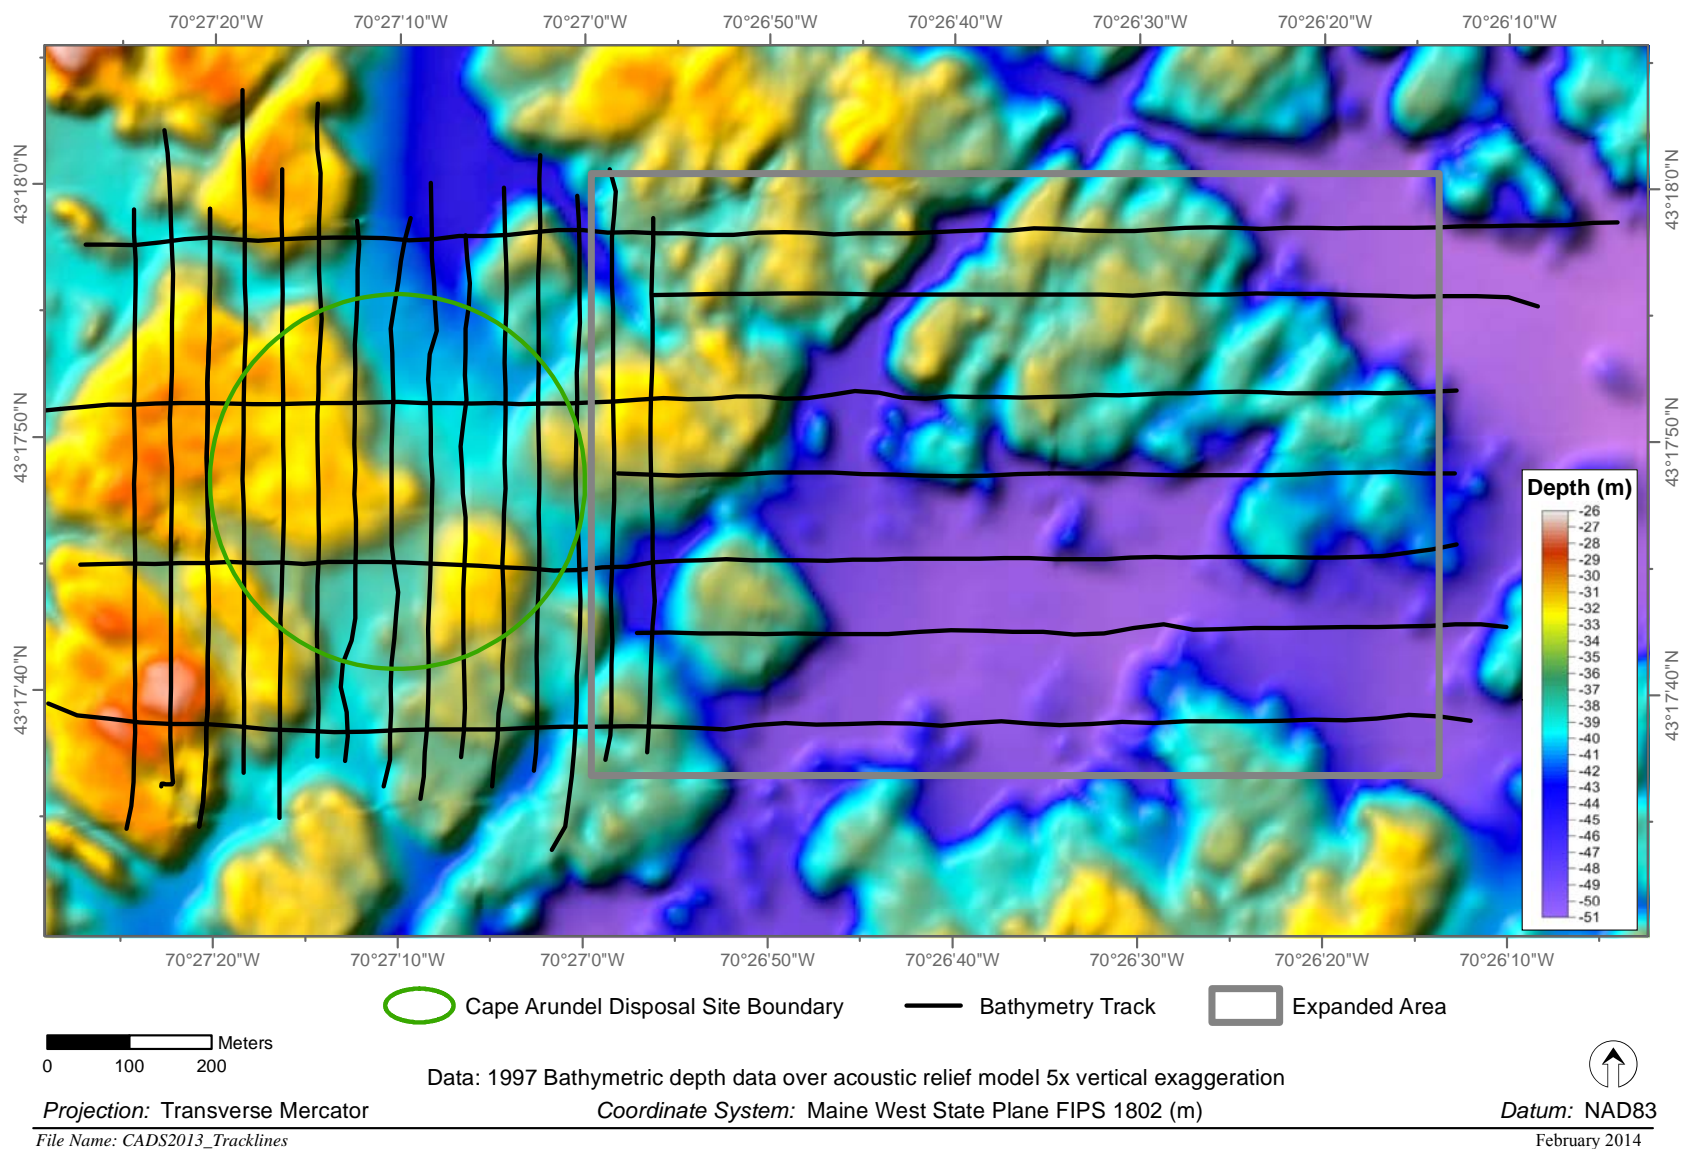 70°27'20"W 70°27'10"W 70°27'0"W 70°26'50"W 70°26'40"W 70°26'30"W 70°26'20"W 70°26'10"W
43°18'0"N
43°18'0"N
43°17'50"N
43°17'50"N
43°17'40"N
43°17'40"N
Depth (m)
-26
-27
-28
-29
-30
-31
-32
-33
-34
-35
-36
-37
-38
-39
-40
-41
-42
-43
-44
-45
-46
-47
-48
-49
-50
-51
70°27'20"W 70°27'10"W 70°27'0"W 70°26'50"W 70°26'40"W 70°26'30"W 70°26'20"W 70°26'10"W
Cape Arundel Disposal Site Boundary Bathymetry Track Expanded Area
Meters
0 100 200
Data: 1997 Bathymetric depth data over acoustic relief model 5x vertical exaggeration
Projection: Transverse Mercator Coordinate System: Maine West State Plane FIPS 1802 (m) Datum: NAD83
File Name: CADS2013_Tracklines February 2014